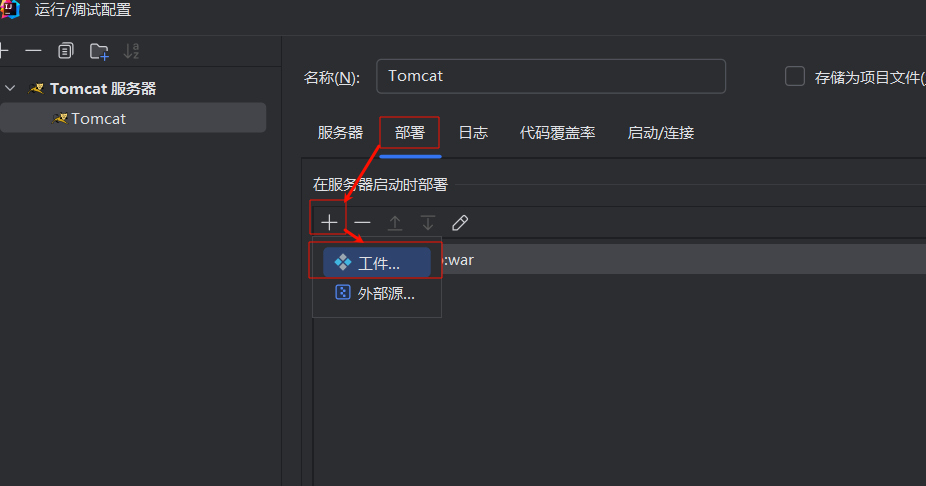 运行/调试配置
Tomcat 服务器
Tomcat
名称(N):
Tomcat
存储为项目文件(
服务器 部署 日志 代码覆盖率 启动/连接
在服务器启动时部署
工件...
:war
外部源...